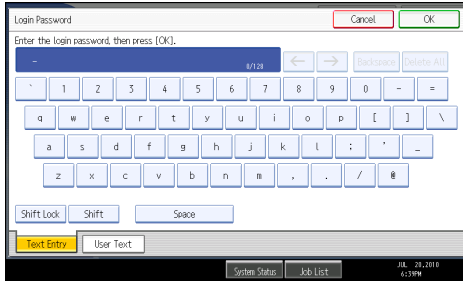 Login Password
Cancel
OK
Enter the login password, then press [OK].
_ 0/128 ← → Backspace Delete All
` 1 2 3 4 5 6 7 8 9 0 - =
q w e r t y u i o p [ ] \
a s d f g h j k l : ' _
z x c v b n m , . / @
Shift Lock Shift Space
Text Entry User Text
System Status Job List
JUL 28,2010
6:39PM